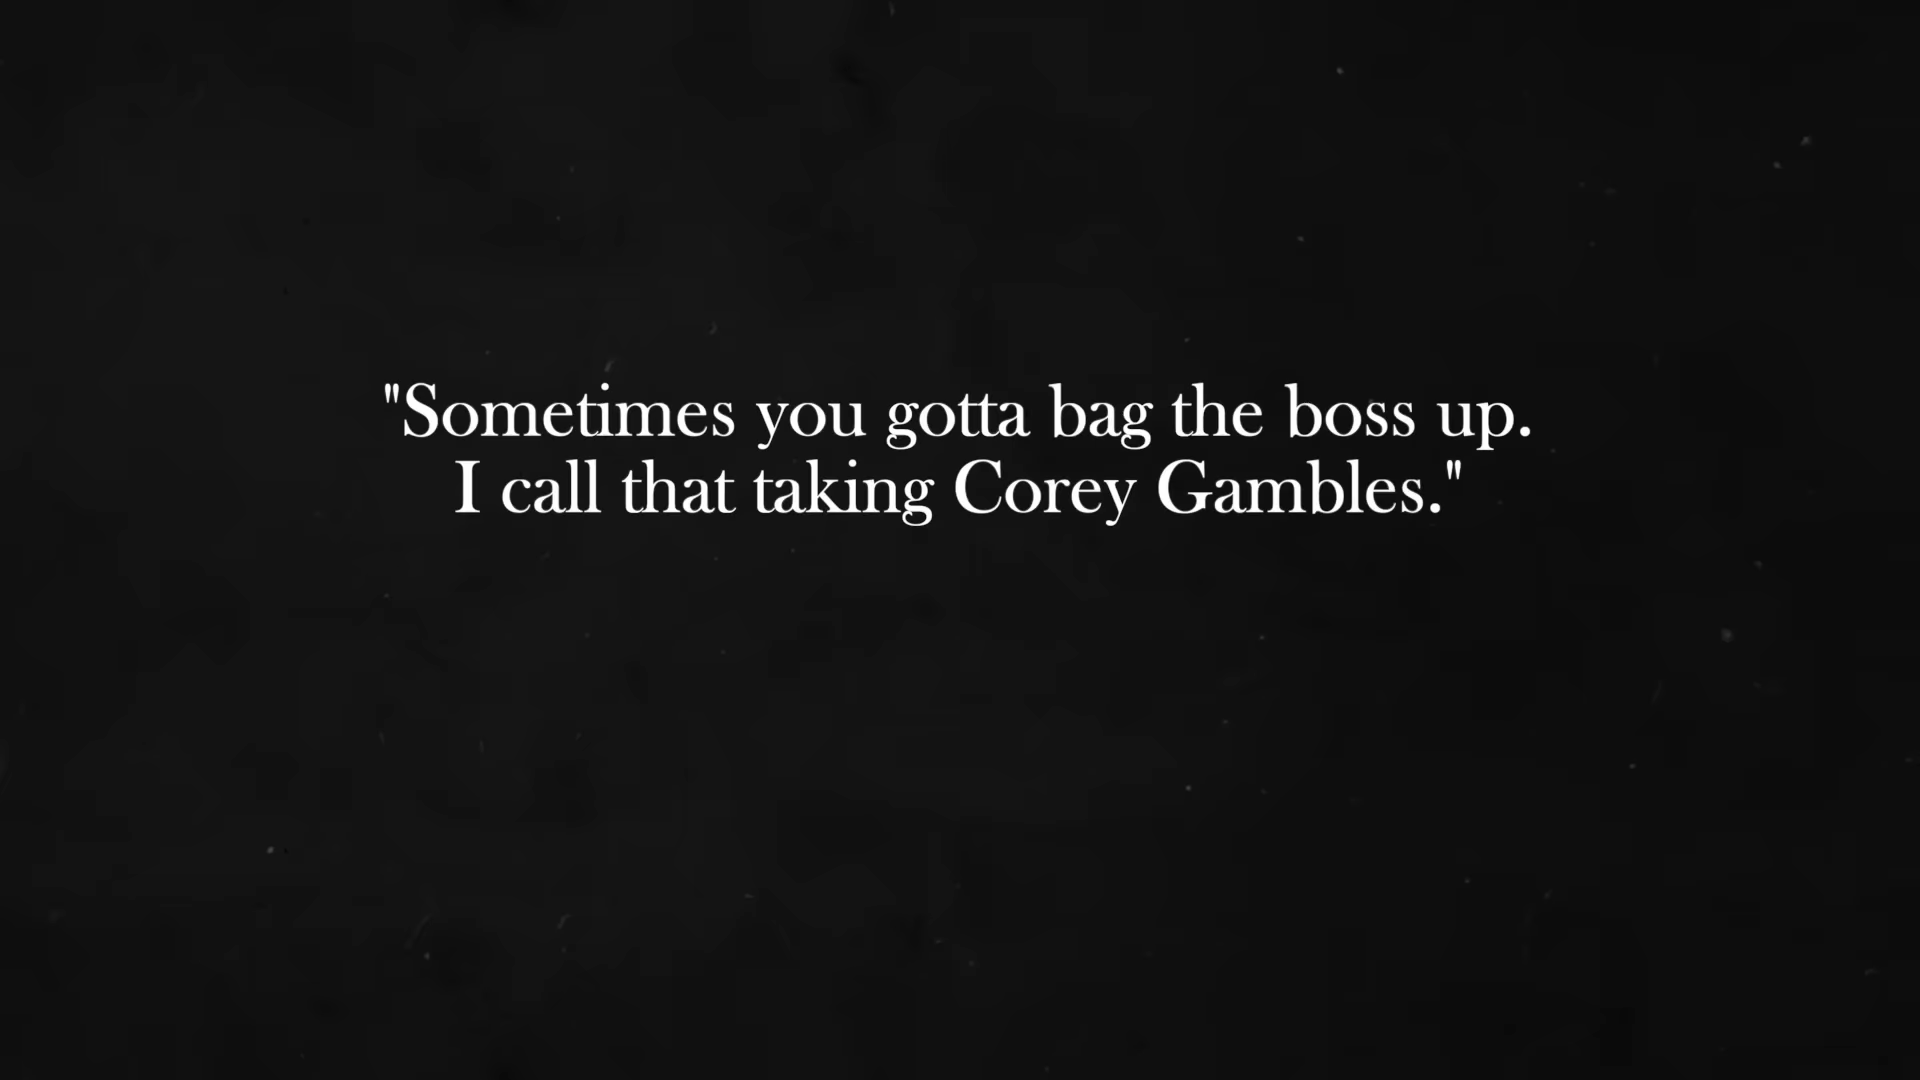 "Sometimes you gotta bag the boss up.
I call that taking Corey Gambles."